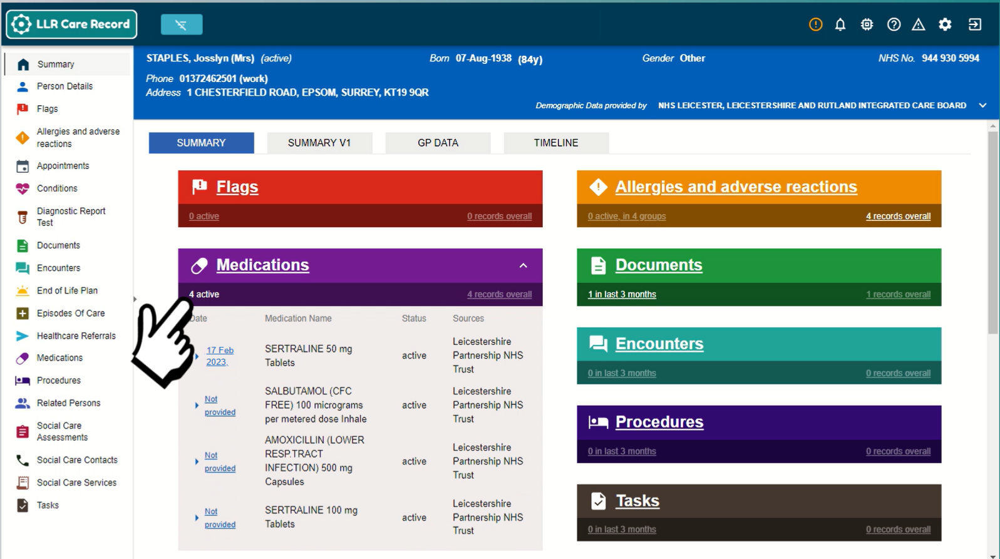 LLR Care Record
Summary
Person Details
Flags
Allergies and adverse
reactions
Appointments
Conditions
Diagnostic Report
Test
Documents
Encounters
End of Life Plan
Episodes Of Care
Healthcare Referrals
Medications
Procedures
Related Persons
Social Care
Assessments
Social Care Contacts
Social Care Services
Tasks
STAPLES, Josslyn (Mrs) (active) Born 07-Aug-1938 (84y) Gender Other NHS No. 944 930 5994
Phone 01372462501 (work)
Address 1 CHESTERFIELD ROAD, EPSOM, SURREY, KT19 9QR
Demographic Data provided by NHS LEICESTER, LEICESTERSHIRE AND RUTLAND INTEGRATED CARE BOARD
SUMMARY SUMMARY V1 GP DATA TIMELINE
Flags
0 active 0 records overall
Medications
4 active 4 records overall
Date Medication Name Status Sources
17 Feb
2023,
SERTRALINE 50 mg
Tablets
active
Leicestershire
Partnership NHS
Trust
Not
provided
SALBUTAMOL (CFC
FREE) 100 micrograms
per metered dose Inhale
active
Leicestershire
Partnership NHS
Trust
Not
provided
AMOXICILLIN (LOWER
RESP.TRACT
INFECTION) 500 mg
Capsules
active
Leicestershire
Partnership NHS
Trust
Not
provided
SERTRALINE 100 mg
Tablets
active
Leicestershire
Partnership NHS
Trust
Allergies and adverse reactions
0 active, in 4 groups 4 records overall
Documents
1 in last 3 months 1 records overall
Encounters
0 in last 3 months 0 records overall
Procedures
0 in last 3 months 0 records overall
Tasks
0 in last 3 months 0 records overall